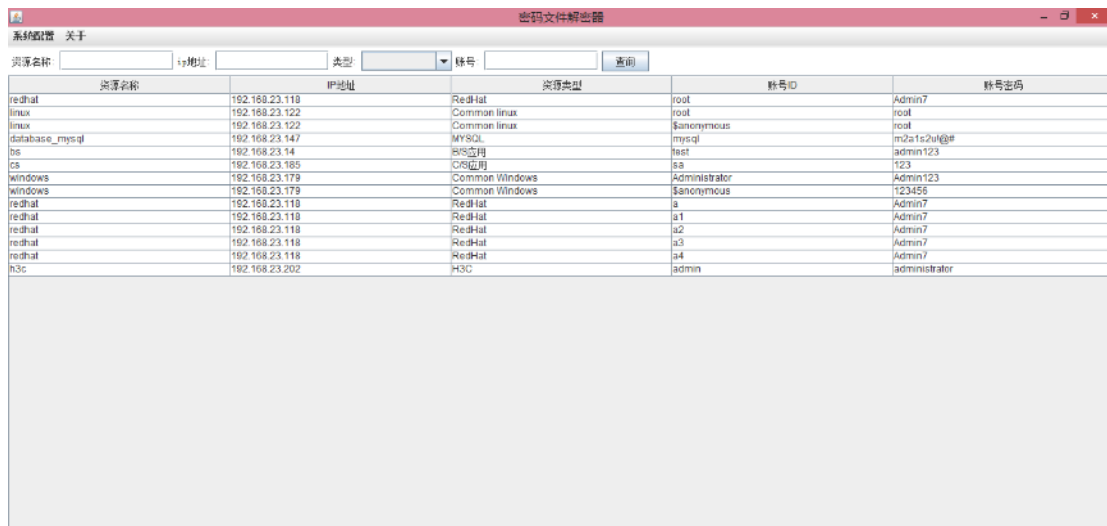 密码文件解密器
系统配置 关于
资源名称: ip地址: 类型: 账号: 查询
资源名称 IP地址 资源类型 账号ID 账号密码
redhat 192.168.23.118 RedHat root Admin7
linux 192.168.23.122 Common linux root root
linux 192.168.23.122 Common linux $anonymous root
database_mysql 192.168.23.147 MYSQL mysql m2a1s2u!@#
bs 192.168.23.14 B/S应用 test admin123
cs 192.168.23.185 C/S应用 sa 123
windows 192.168.23.179 Common Windows Administrator Admin123
windows 192.168.23.179 Common Windows $anonymous 123456
redhat 192.168.23.118 RedHat a Admin7
redhat 192.168.23.118 RedHat a1 Admin7
redhat 192.168.23.118 RedHat a2 Admin7
redhat 192.168.23.118 RedHat a3 Admin7
redhat 192.168.23.118 RedHat a4 Admin7
h3c 192.168.23.202 H3C admin administrator